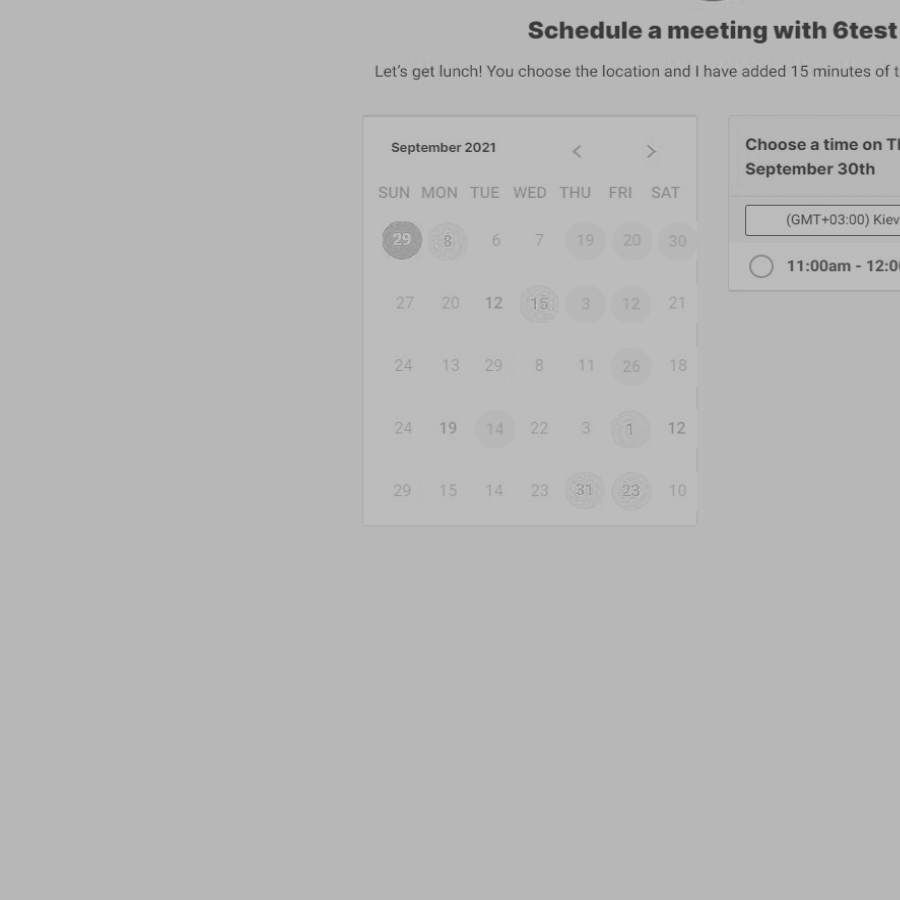 Schedule a meeting with 6test
Let's get lunch! You choose the location and I have added 15 minutes of t
September 2021
SUN MON TUE WED THU FRI SAT
29 8 6 7 19 20 30
27 20 12 15 3 12 21
24 13 29 8 11 26 18
24 19 14 22 3 1 12
29 15 14 23 31 23 10
Choose a time on Th
September 30th
(GMT+03:00) Kiev
11:00am - 12:00